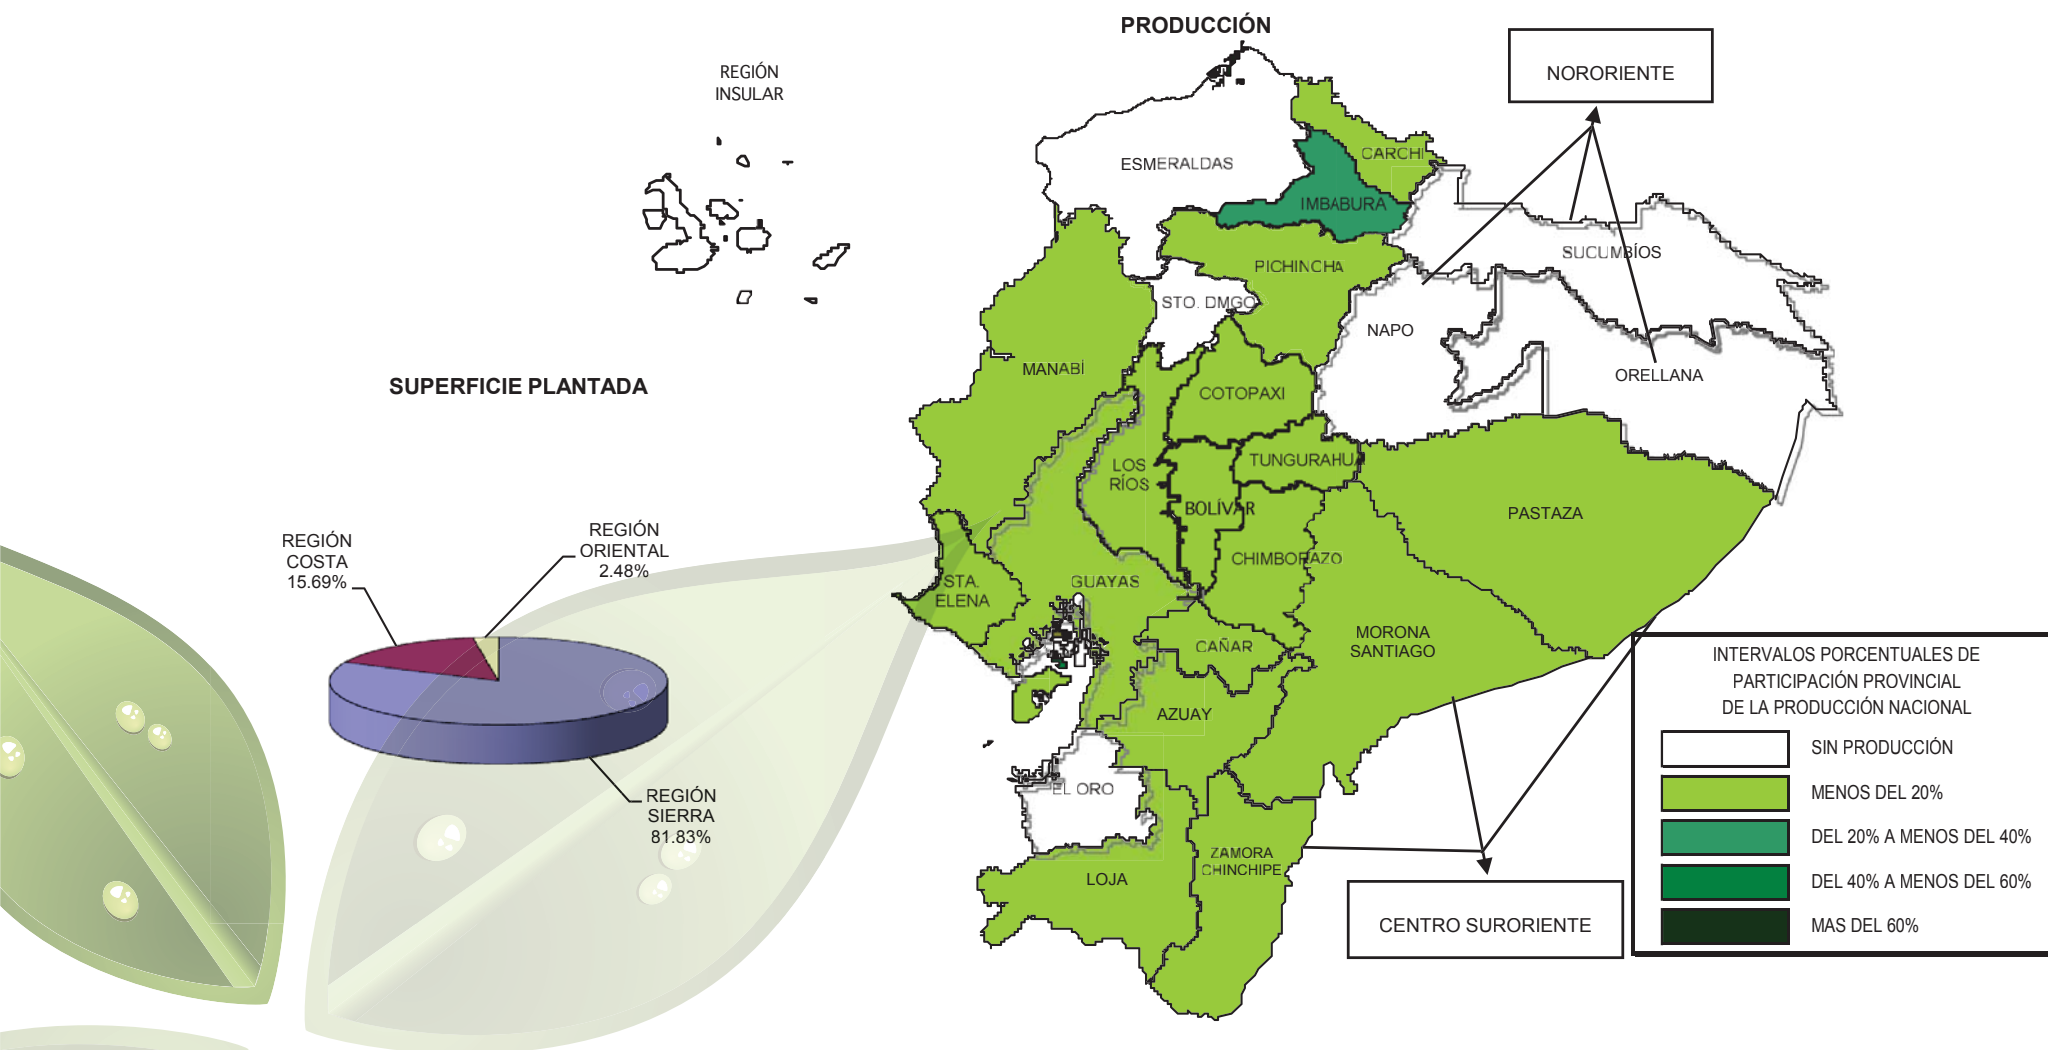 PRODUCCIÓN
REGIÓN
INSULAR
NORORIENTE
ESMERALDAS
CARCHI
IMBABURA
SUCUMBÍOS
PICHINCHA
STO. DMGO
NAPO
MANABÍ
ORELLANA
COTOPAXI
SUPERFICIE PLANTADA
LOS
RÍOS
TUNGURAHUA
BOLÍVAR
PASTAZA
REGIÓN
COSTA
15.69%
REGIÓN
ORIENTAL
2.48%
CHIMBORAZO
STA.
ELENA
GUAYAS
CAÑAR
MORONA
SANTIAGO
AZUAY
EL ORO
REGIÓN
SIERRA
81.83%
ZAMORA
CHINCHIPE
LOJA
CENTRO SURORIENTE
INTERVALOS PORCENTUALES DE
PARTICIPACIÓN PROVINCIAL
DE LA PRODUCCIÓN NACIONAL
SIN PRODUCCIÓN
MENOS DEL 20%
DEL 20% A MENOS DEL 40%
DEL 40% A MENOS DEL 60%
MAS DEL 60%